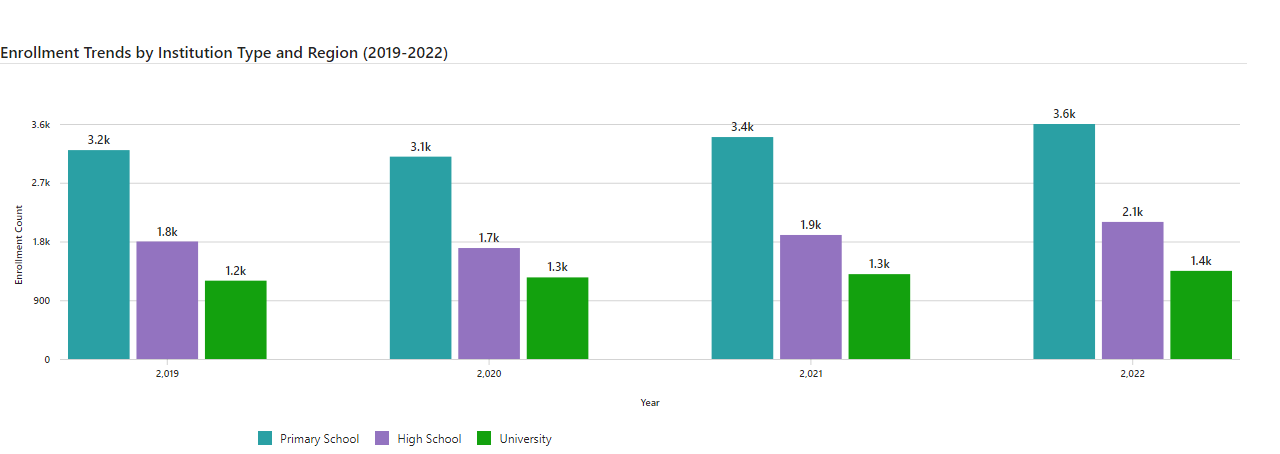 Enrollment Trends by Institution Type and Region (2019-2022)
3.6k
2.7k
1.8k
900
0
Enrollment Count
3.2k
1.8k
1.2k
3.1k
1.7k
1.3k
3.4k
1.9k
1.3k
3.6k
2.1k
1.4k
2,019
2,020
2,021
2,022
Year
Primary School
High School
University